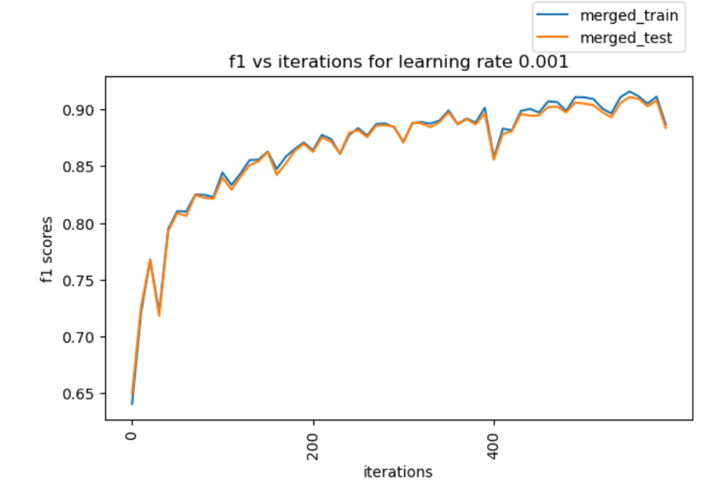 merged_train
merged_test
f1 vs iterations for learning rate 0.001
f1 scores
0.90
0.85
0.80
0.75
0.70
0.65
0
200
400
iterations